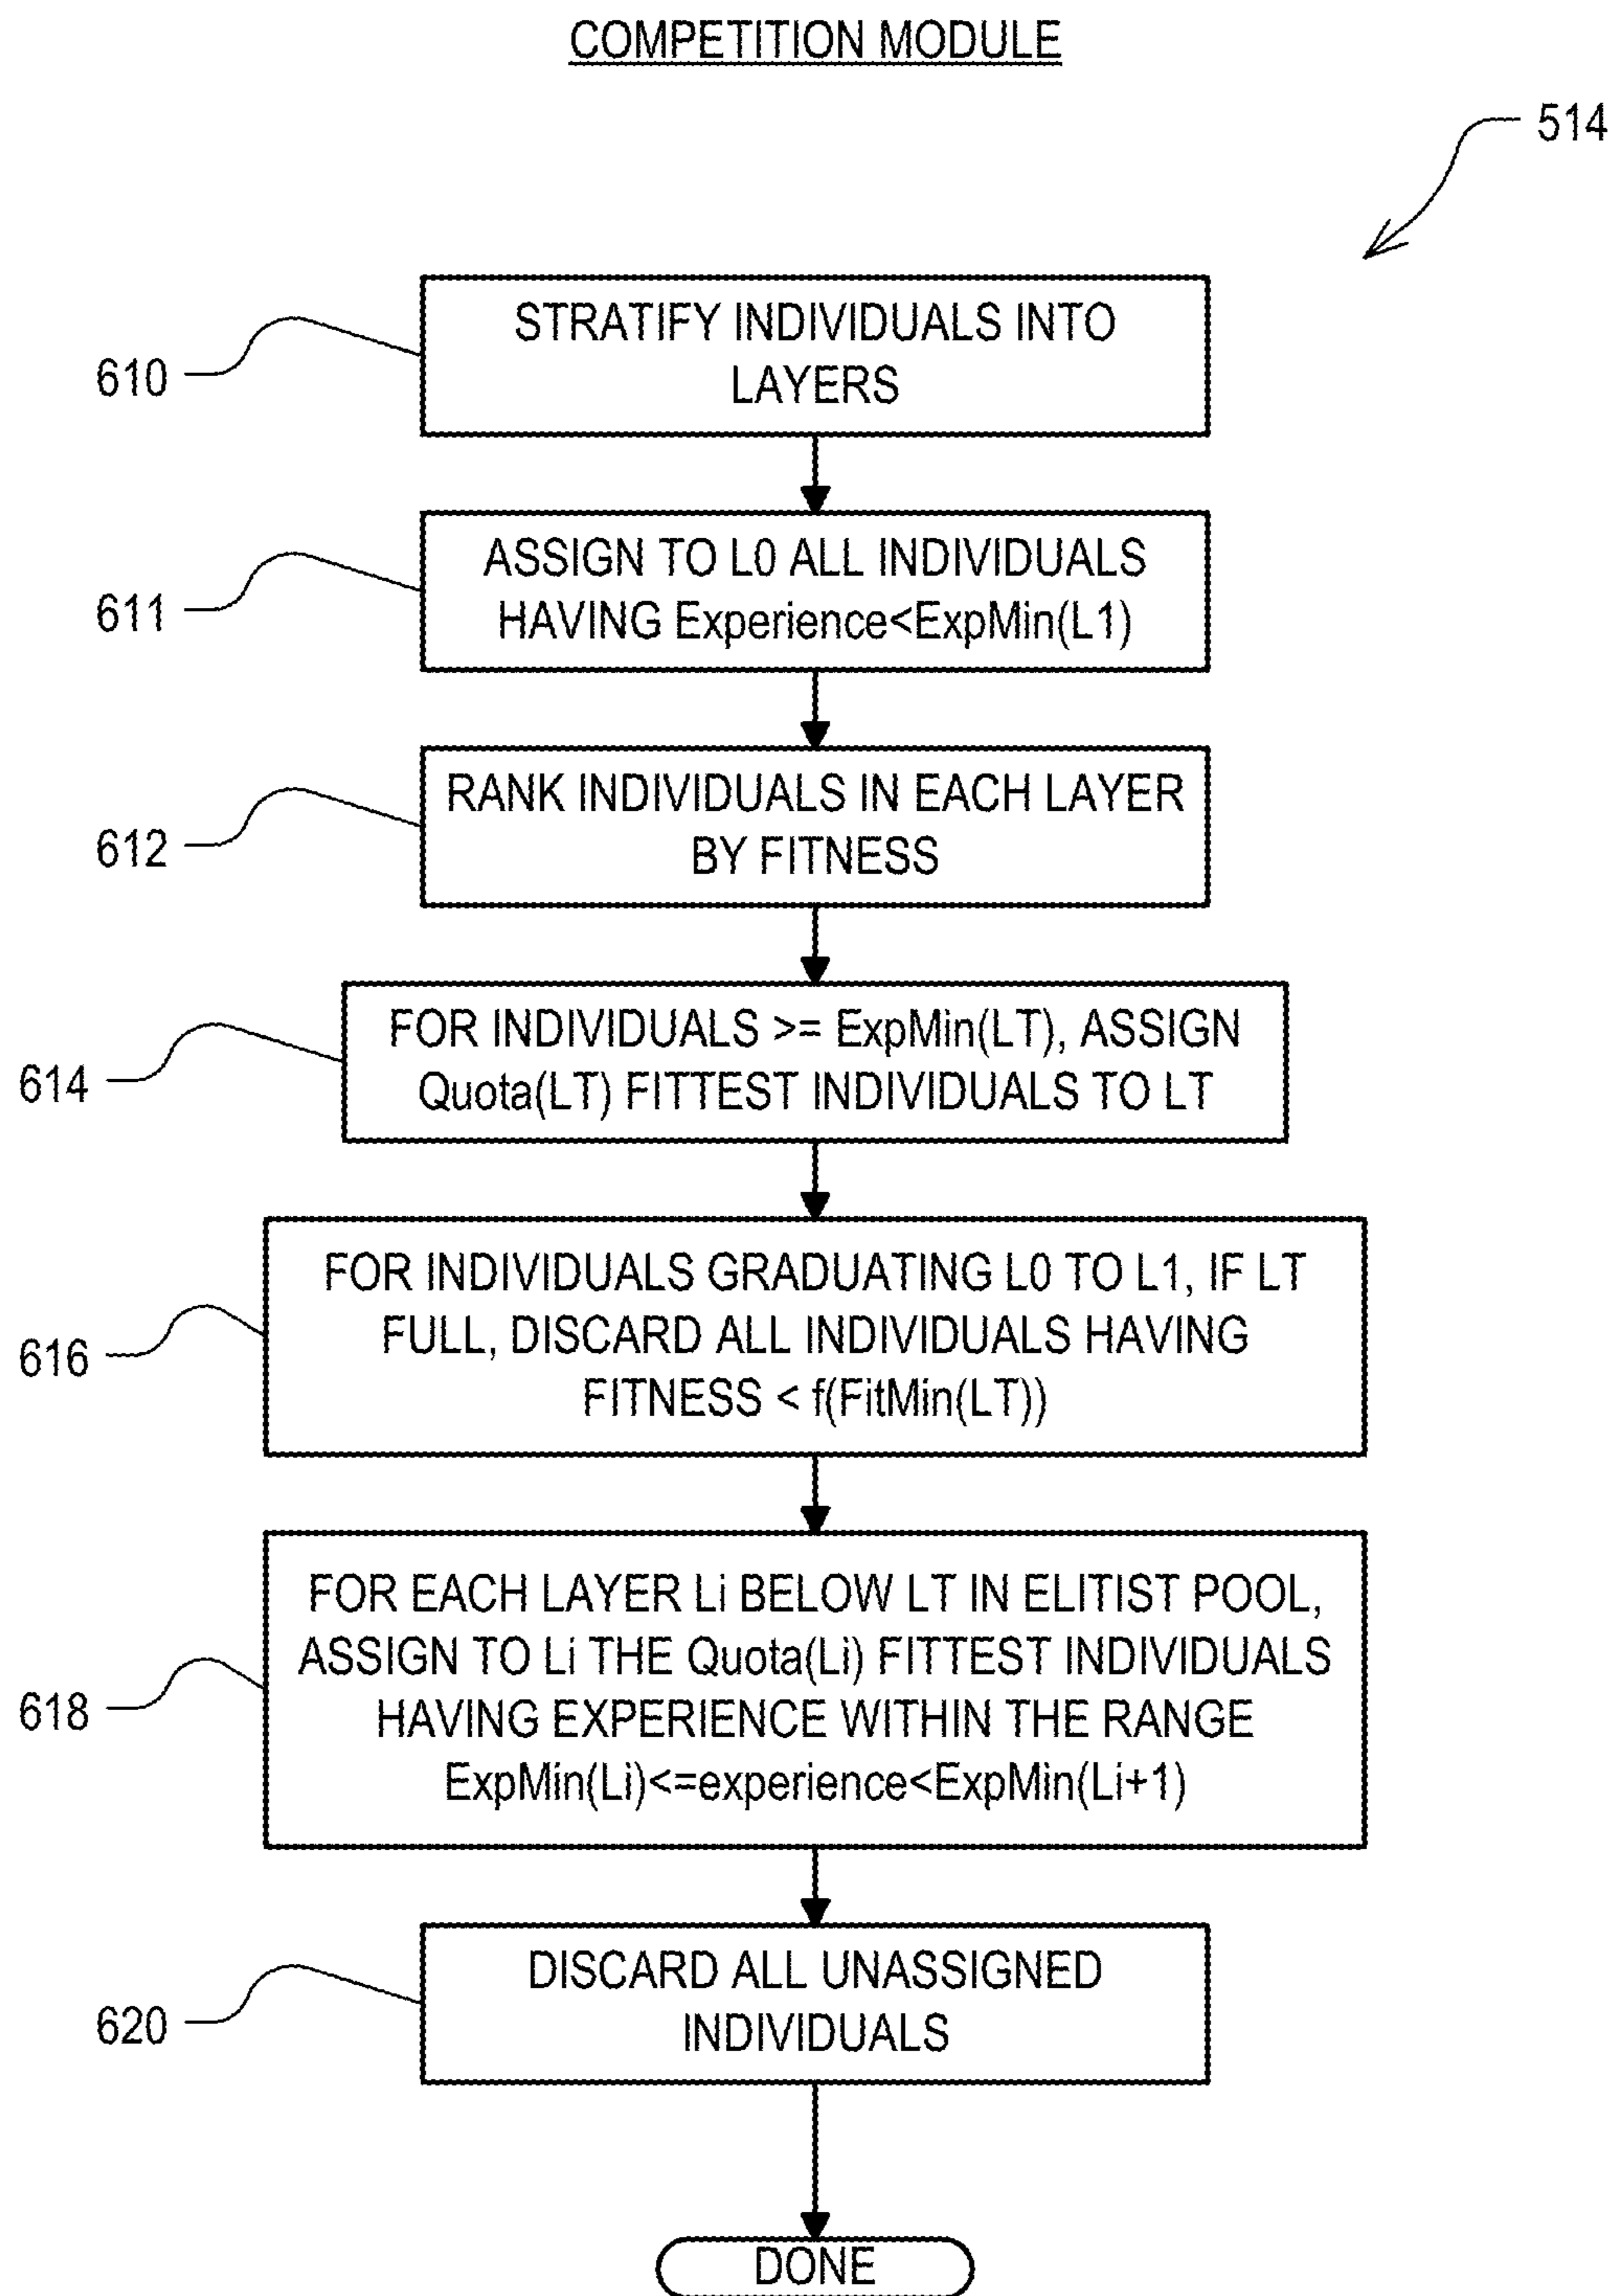 COMPETITION MODULE
514
STRATIFY INDIVIDUALS INTO
LAYERS
610
ASSIGN TO L0 ALL INDIVIDUALS
HAVING Experience<ExpMin(L1)
611
RANK INDIVIDUALS IN EACH LAYER
BY FITNESS
612
FOR INDIVIDUALS >= ExpMin(LT), ASSIGN
Quota(LT) FITTEST INDIVIDUALS TO LT
614
FOR INDIVIDUALS GRADUATING L0 TO L1, IF LT
FULL, DISCARD ALL INDIVIDUALS HAVING
FITNESS < f(FitMin(LT))
616
FOR EACH LAYER Li BELOW LT IN ELITIST POOL,
ASSIGN TO Li THE Quota(Li) FITTEST INDIVIDUALS
HAVING EXPERIENCE WITHIN THE RANGE
ExpMin(Li)<=experience<ExpMin(Li+1)
618
DISCARD ALL UNASSIGNED
INDIVIDUALS
620
DONE